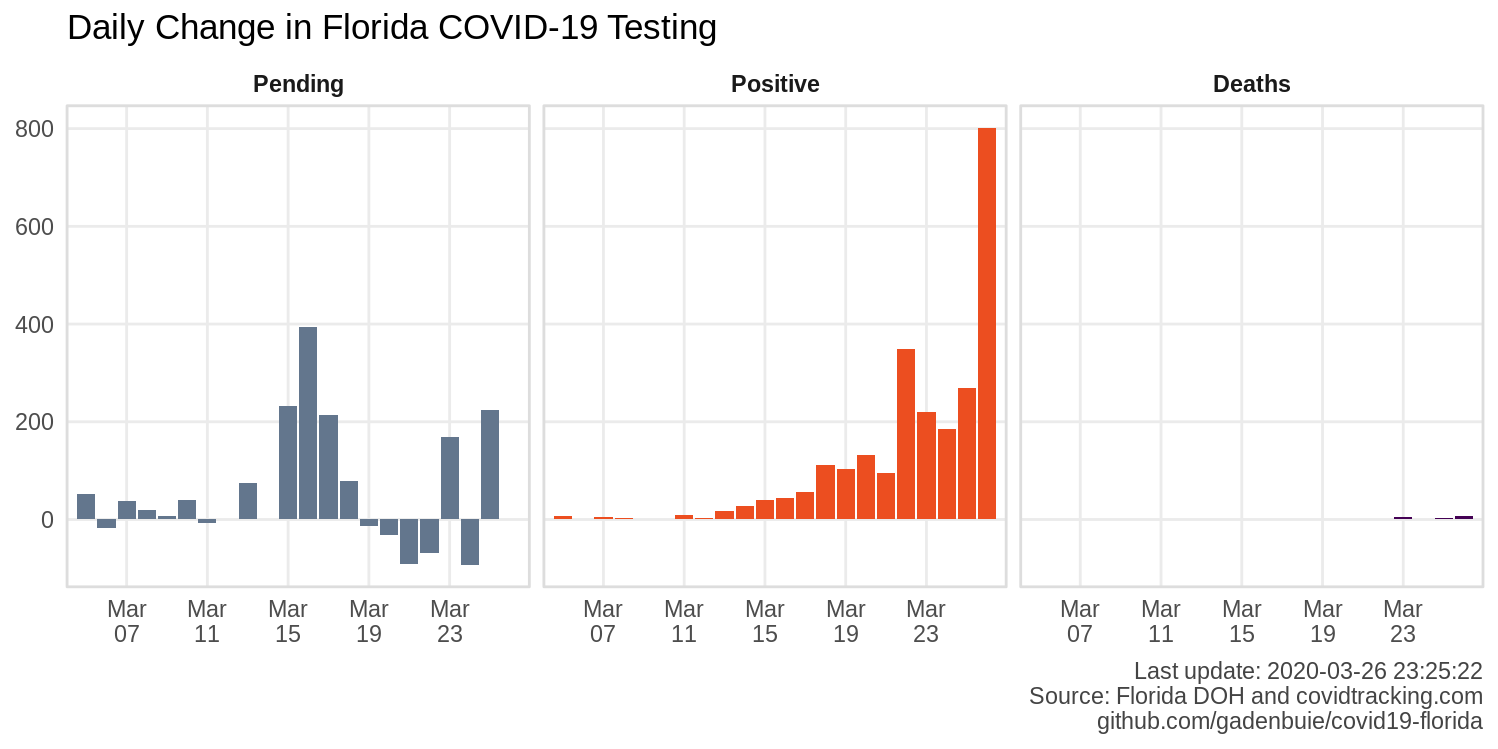 Daily Change in Florida COVID-19 Testing
Pending
Positive
Deaths
800
600
400
200
0
Mar
07
Mar
11
Mar
15
Mar
19
Mar
23
Mar
07
Mar
11
Mar
15
Mar
19
Mar
23
Mar
07
Mar
11
Mar
15
Mar
19
Mar
23
Last update: 2020-03-26 23:25:22
Source: Florida DOH and covidtracking.com
github.com/gadenbuie/covid19-florida